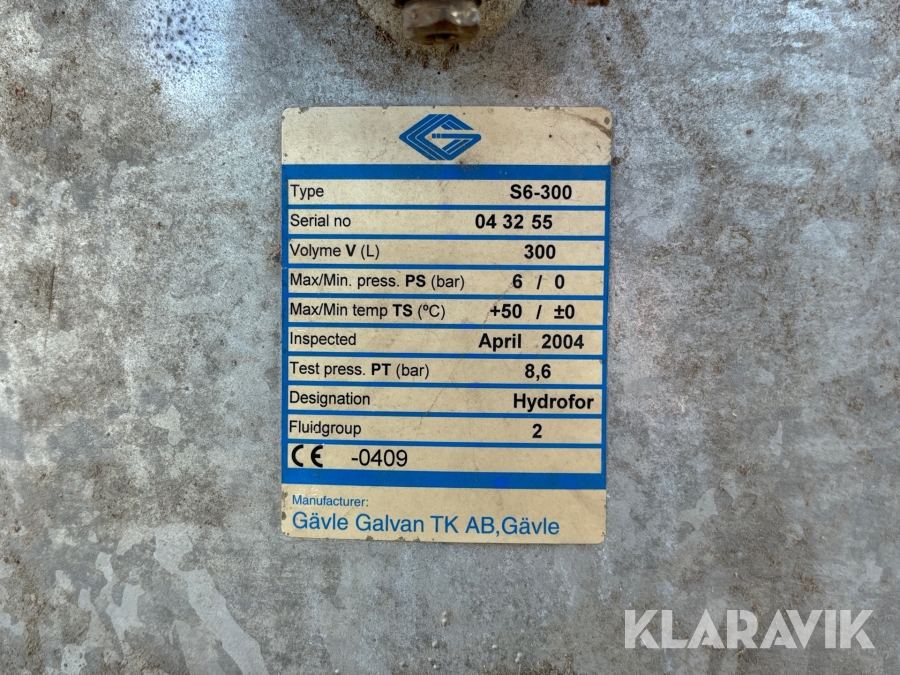 Type S6-300
Serial no 04 32 55
Volyme V (L) 300
Max/Min. press. PS (bar) 6 / 0
Max/Min temp TS (ºC) +50 / ±0
Inspected April 2004
Test press. PT (bar) 8,6
Designation Hydrofor
Fluidgroup 2
CE -0409
Manufacturer:
Gävle Galvan TK AB,Gävle
KLARAVIK